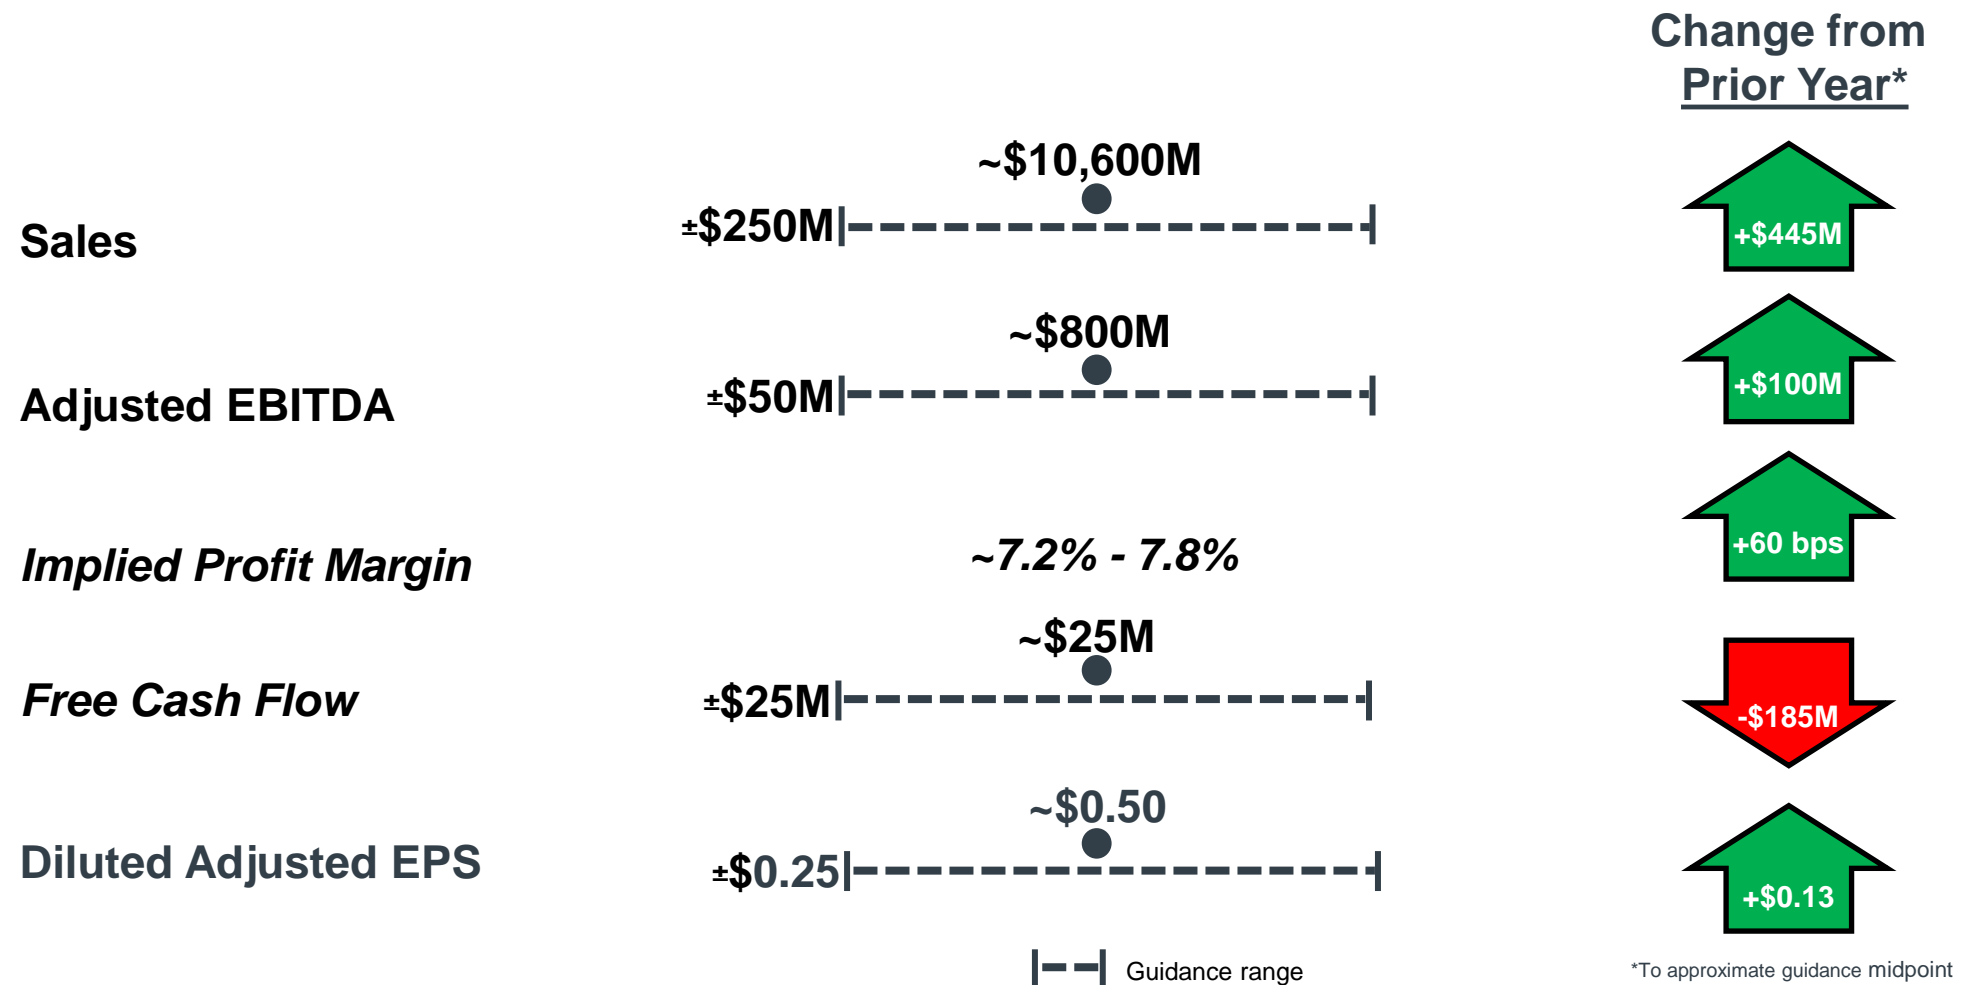 Change from
Prior Year*
~$10,600M
Sales
±$250M
+$445M
~$800M
Adjusted EBITDA
±$50M
+$100M
Implied Profit Margin
~7.2% - 7.8%
+60 bps
~$25M
Free Cash Flow
±$25M
-$185M
~$0.50
Diluted Adjusted EPS
±$0.25
+$0.13
Guidance range
*To approximate guidance midpoint